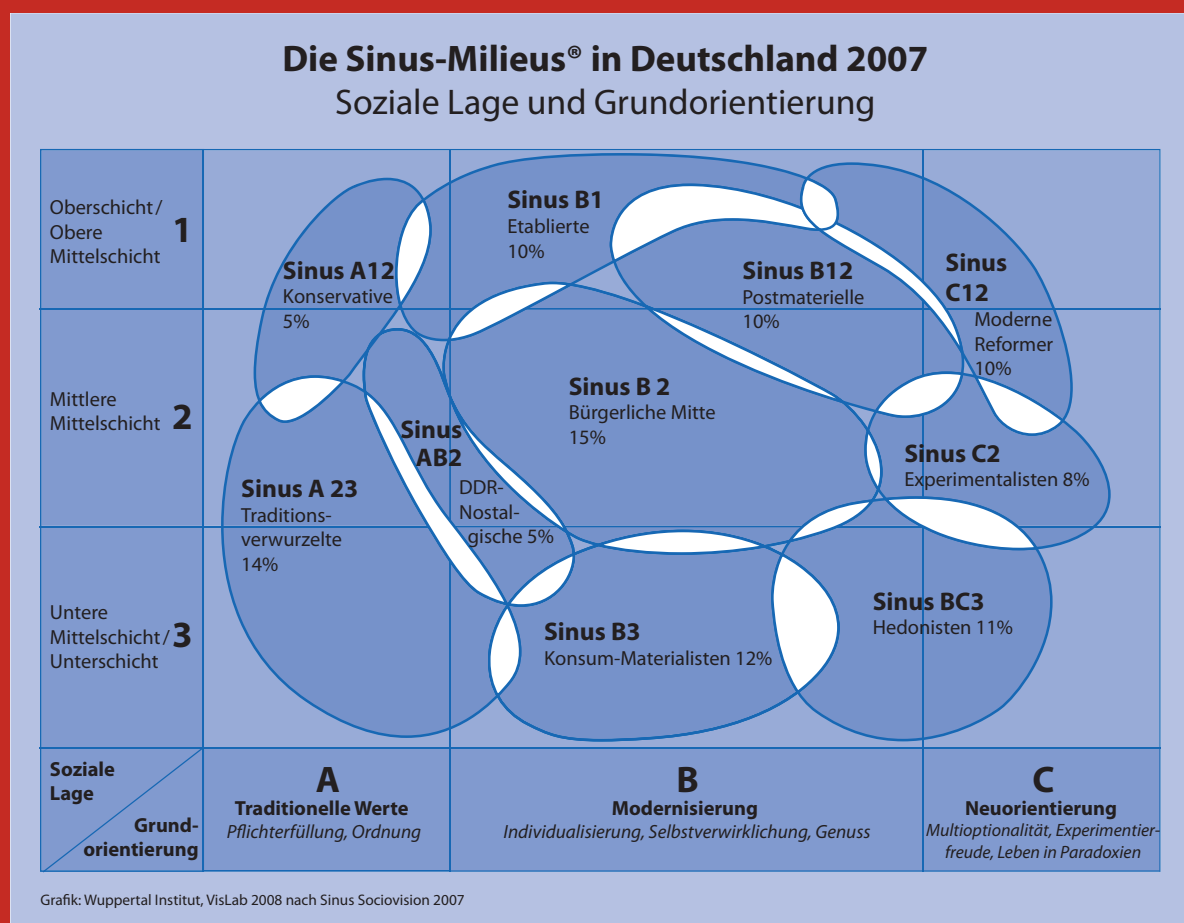 Die Sinus-Milieus® in Deutschland 2007
Soziale Lage und Grundorientierung
Oberschicht/
Obere
Mittelschicht
1
Sinus B1
Etablierte
10%
Sinus A12
Konservative
5%
Sinus B12
Postmaterielle
10%
Sinus
C12
Moderne
Reformer
10%
Mittlere
Mittelschicht
2
Sinus B 2
Bürgerliche Mitte
15%
Sinus
AB2
DDR-
Nostal-
gische 5%
Sinus C2
Experimentalisten 8%
Sinus A 23
Traditions-
verwurzelte
14%
Untere
Mittelschicht/
Unterschicht
3
Sinus B3
Konsum-Materialisten 12%
Sinus BC3
Hedonisten 11%
Soziale
Lage
Grund-
orientierung
A
Traditionelle Werte
Pflichterfüllung, Ordnung
B
Modernisierung
Individualisierung, Selbstverwirklichung, Genuss
C
Neuorientierung
Multioptionalität, Experimentier-
freude, Leben in Paradoxien
Grafik: Wuppertal Institut, VisLab 2008 nach Sinus Sociovision 2007